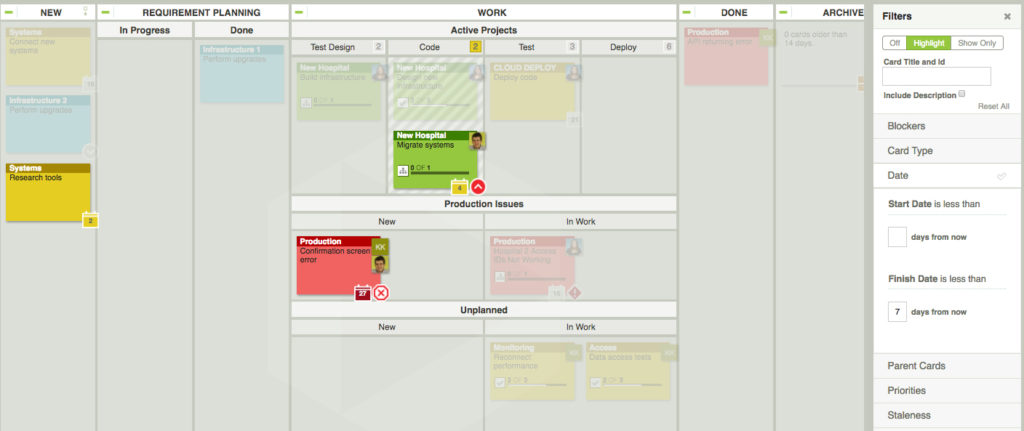 NEW
REQUIREMENT PLANNING
WORK
DONE
ARCHIVE
In Progress
Done
Active Projects
Test Design 2
Code 2
Test 3
Deploy 6
Systems
Connect new
systems
Infrastructure 2
Perform upgrades
Systems
Research tools
2
Infrastructure 1
Perform upgrades
New Hospital
Build infrastructure
0 OF 1
New Hospital
Design new
infrastructure
0 OF 1
New Hospital
Migrate systems
0 OF 1
4
CLOUD DEPLOY
Deploy code
21
Production Issues
New
In Work
Production
Confirmation screen
error
KK
27
Production
Hospital 2 Access
IDs Not Working
0 OF 1
Unplanned
New
In Work
Monitoring
Reconnect
performance
KK
Access
Data access tests
KK
Production
API returning error
KK
0 cards older than
14 days.
Filters
Off
Highlight
Show Only
Card Title and Id
Include Description
Reset All
Blockers
Card Type
Date
Start Date is less than
days from now
Finish Date is less than
7 days from now
Parent Cards
Priorities
Staleness